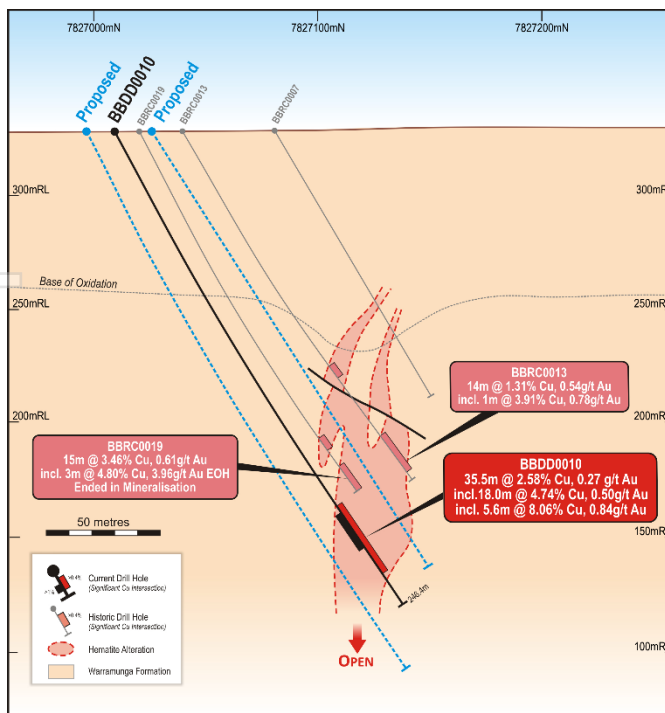 7827000mN
7827100mN
7827200mN
Proposed
BBDD0010
BBRC0019
Proposed
BBRC0013
BBRC0007
300mRL
300mRL
Base of Oxidation
250mRL
250mRL
200mRL
200mRL
BBRC0013
14m @ 1.31% Cu, 0.54g/t Au
incl. 1m @ 3.91% Cu, 0.78g/t Au
BBRC0019
15m @ 3.46% Cu, 0.61g/t Au
incl. 3m @ 4.80% Cu, 3.96g/t Au EOH
Ended in Mineralisation
BBDD0010
35.5m @ 2.58% Cu, 0.27 g/t Au
incl.18.0m @ 4.74% Cu, 0.50g/t Au
incl. 5.6m @ 8.06% Cu, 0.84g/t Au
50 metres
150mRL
246.4m
Current Drill Hole
(Significant Cu Intersection)
Historic Drill Hole
(Significant Cu Intersection)
Hematite Alteration
Warramunga Formation
100mRL
OPEN